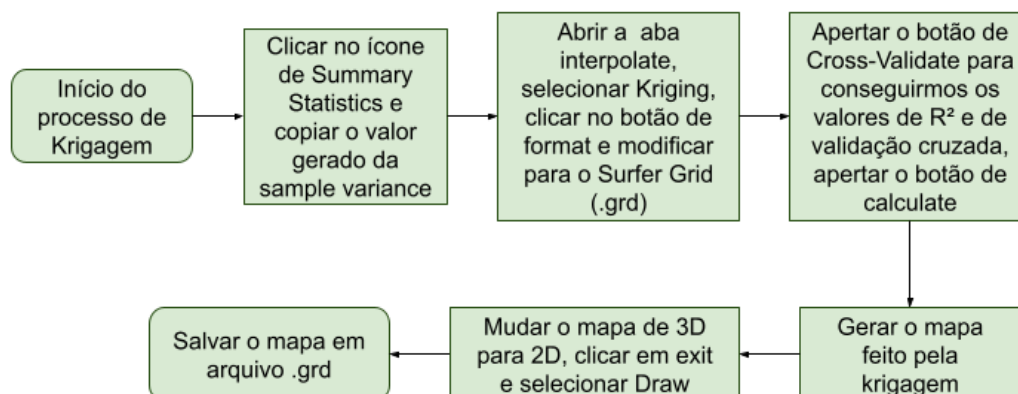 Início do
processo de
Krigagem
Clicar no ícone
de Summary
Statistics e
copiar o valor
gerado da
sample variance
Abrir a aba
interpolate,
selecionar Kriging,
clicar no botão de
format e modificar
para o Surfer Grid
(.grd)
Apertar o botão de
Cross-Validate para
conseguirmos os
valores de R² e de
validação cruzada,
apertar o botão de
calculate
Gerar o mapa
feito pela
krigagem
Mudar o mapa de 3D
para 2D, clicar em exit
e selecionar Draw
Salvar o mapa em
arquivo .grd